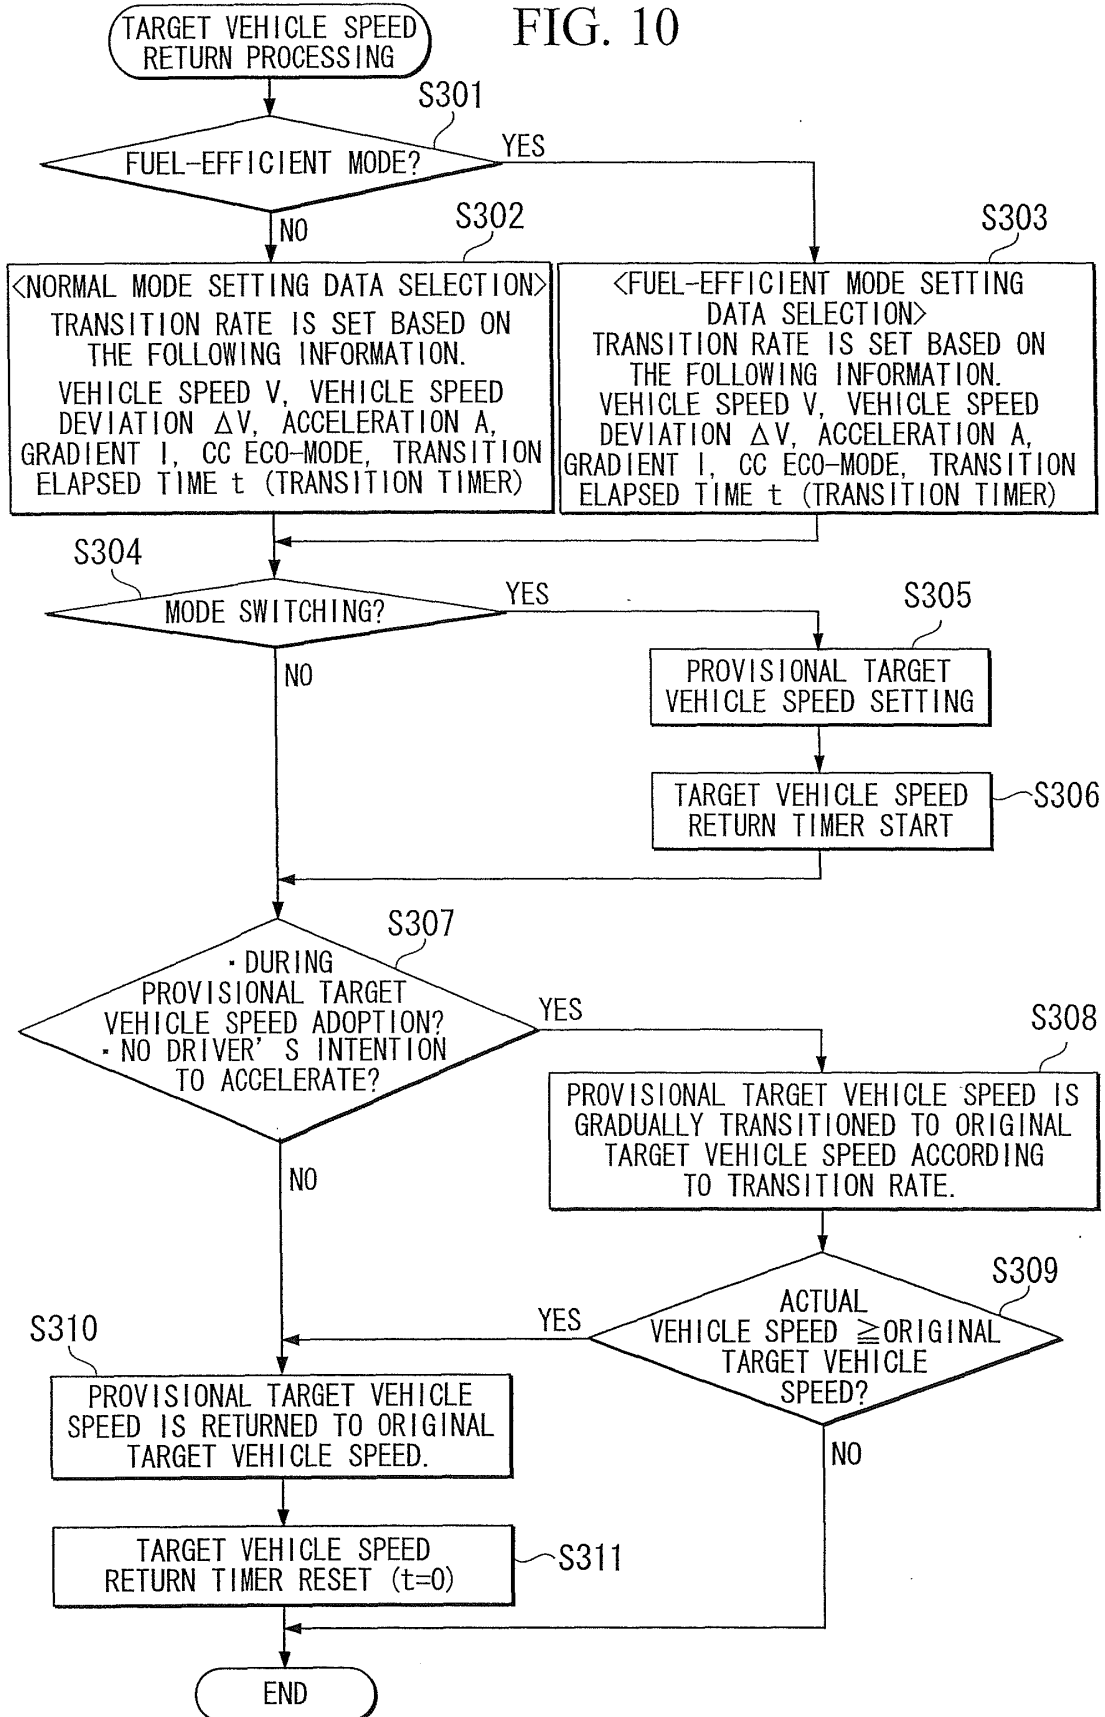 FIG. 10
TARGET VEHICLE SPEED
RETURN PROCESSING
S301
FUEL-EFFICIENT MODE?
YES
NO
S302
<NORMAL MODE SETTING DATA SELECTION>
TRANSITION RATE IS SET BASED ON
THE FOLLOWING INFORMATION.
VEHICLE SPEED V, VEHICLE SPEED
DEVIATION ΔV, ACCELERATION A,
GRADIENT I, CC ECO-MODE, TRANSITION
ELAPSED TIME t (TRANSITION TIMER)
S303
<FUEL-EFFICIENT MODE SETTING
DATA SELECTION>
TRANSITION RATE IS SET BASED ON
THE FOLLOWING INFORMATION.
VEHICLE SPEED V, VEHICLE SPEED
DEVIATION ΔV, ACCELERATION A,
GRADIENT I, CC ECO-MODE, TRANSITION
ELAPSED TIME t (TRANSITION TIMER)
S304
MODE SWITCHING?
YES
NO
S305
PROVISIONAL TARGET
VEHICLE SPEED SETTING
TARGET VEHICLE SPEED
RETURN TIMER START
S306
S307
・DURING
PROVISIONAL TARGET
VEHICLE SPEED ADOPTION?
・NO DRIVER'S INTENTION
TO ACCELERATE?
YES
NO
S308
PROVISIONAL TARGET VEHICLE SPEED IS
GRADUALLY TRANSITIONED TO ORIGINAL
TARGET VEHICLE SPEED ACCORDING
TO TRANSITION RATE.
S309
ACTUAL
VEHICLE SPEED ≧ORIGINAL
TARGET VEHICLE
SPEED?
YES
NO
S310
PROVISIONAL TARGET VEHICLE
SPEED IS RETURNED TO ORIGINAL
TARGET VEHICLE SPEED.
TARGET VEHICLE SPEED
RETURN TIMER RESET (t=0)
S311
END